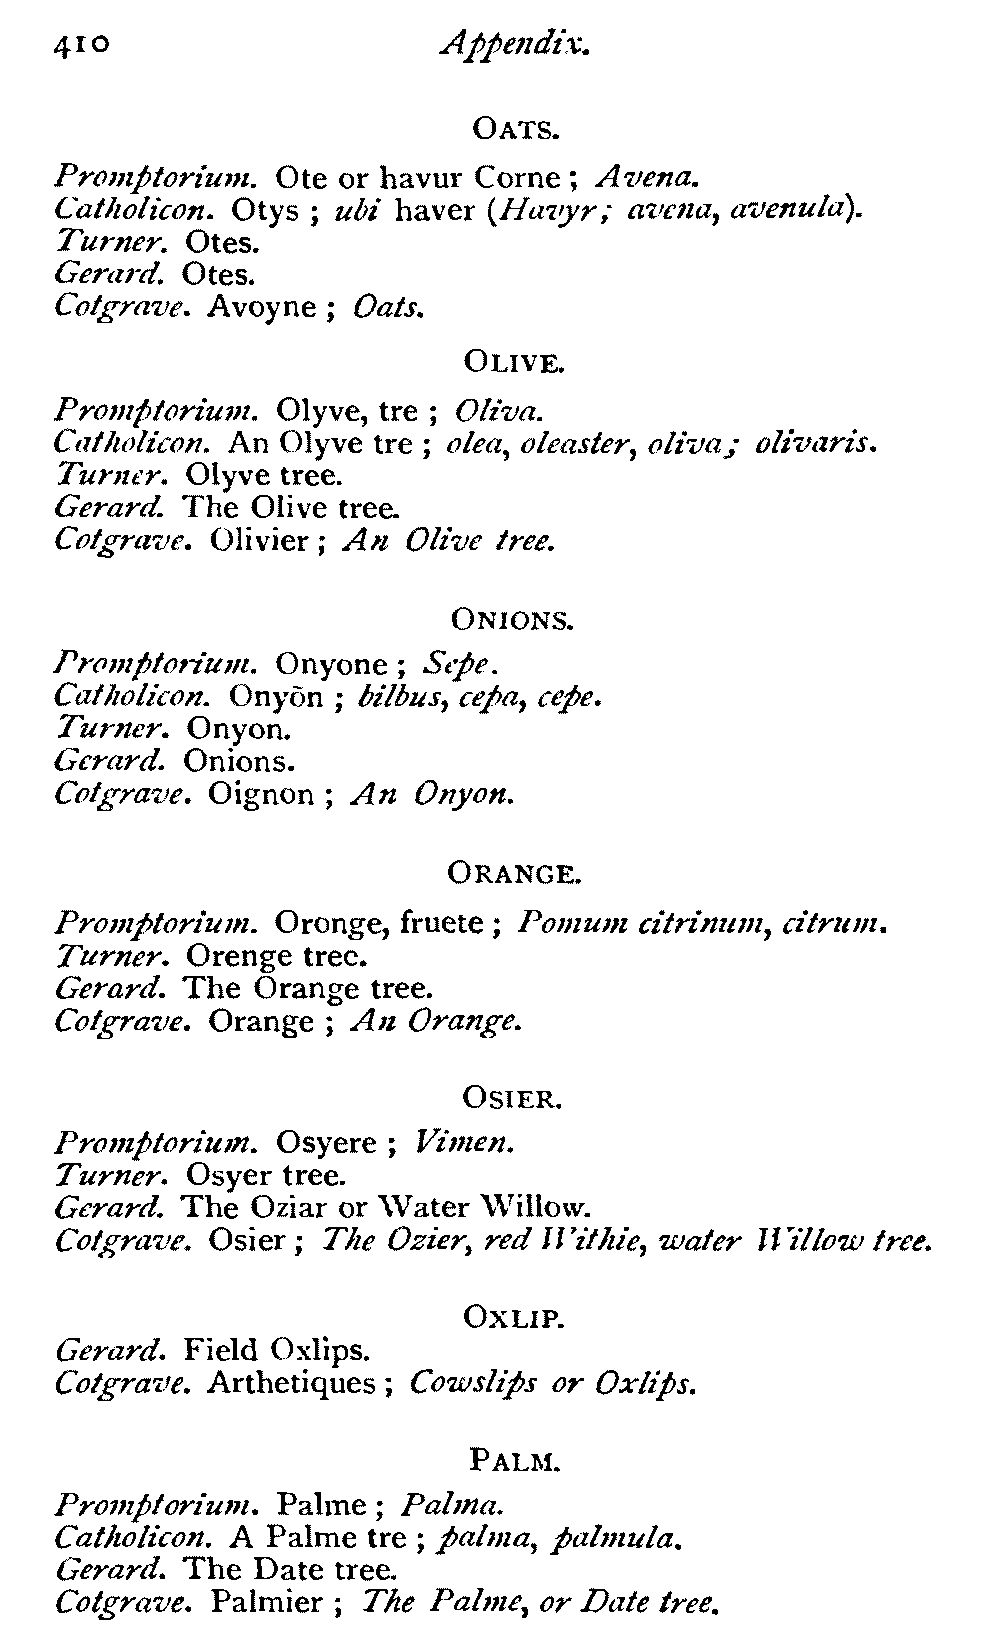 410 Appendix.
OATS.
Promptorium. Ote or havur Corne ; Avena.
Catholicon. Otys ; ubi haver (Havyr ; avena, avenula).
Turner. Otes.
Gerard. Otes.
Cotgrave. Avoyne ; Oats.
OLIVE.
Promptorium. Olyve, tre ; Oliva.
Catholicon. An Olyve tre ; olea, oleaster, oliva ; olivaris.
Turner. Olyve tree.
Gerard. The Olive tree.
Cotgrave. Olivier ; An Olive tree.
ONIONS.
Promptorium. Onyone ; Sepe.
Catholicon. Onyōn ; bilbus, cepa, cepe.
Turner. Onyon.
Gerard. Onions.
Cotgrave. Oignon ; An Onyon.
ORANGE.
Promptorium. Oronge, fruete ; Pomum citrinum, citrum.
Turner. Orenge tree.
Gerard. The Orange tree.
Cotgrave. Orange ; An Orange.
OSIER.
Promptorium. Osyere ; Vimen.
Turner. Osyer tree.
Gerard. The Oziar or Water Willow.
Cotgrave. Osier ; The Ozier, red Withie, water Willow tree.
OXLIP.
Gerard. Field Oxlips.
Cotgrave. Arthetiques ; Cowslips or Oxlips.
PALM.
Promptorium. Palme ; Palma.
Catholicon. A Palme tre ; palma, palmula.
Gerard. The Date tree.
Cotgrave. Palmier ; The Palme, or Date tree.